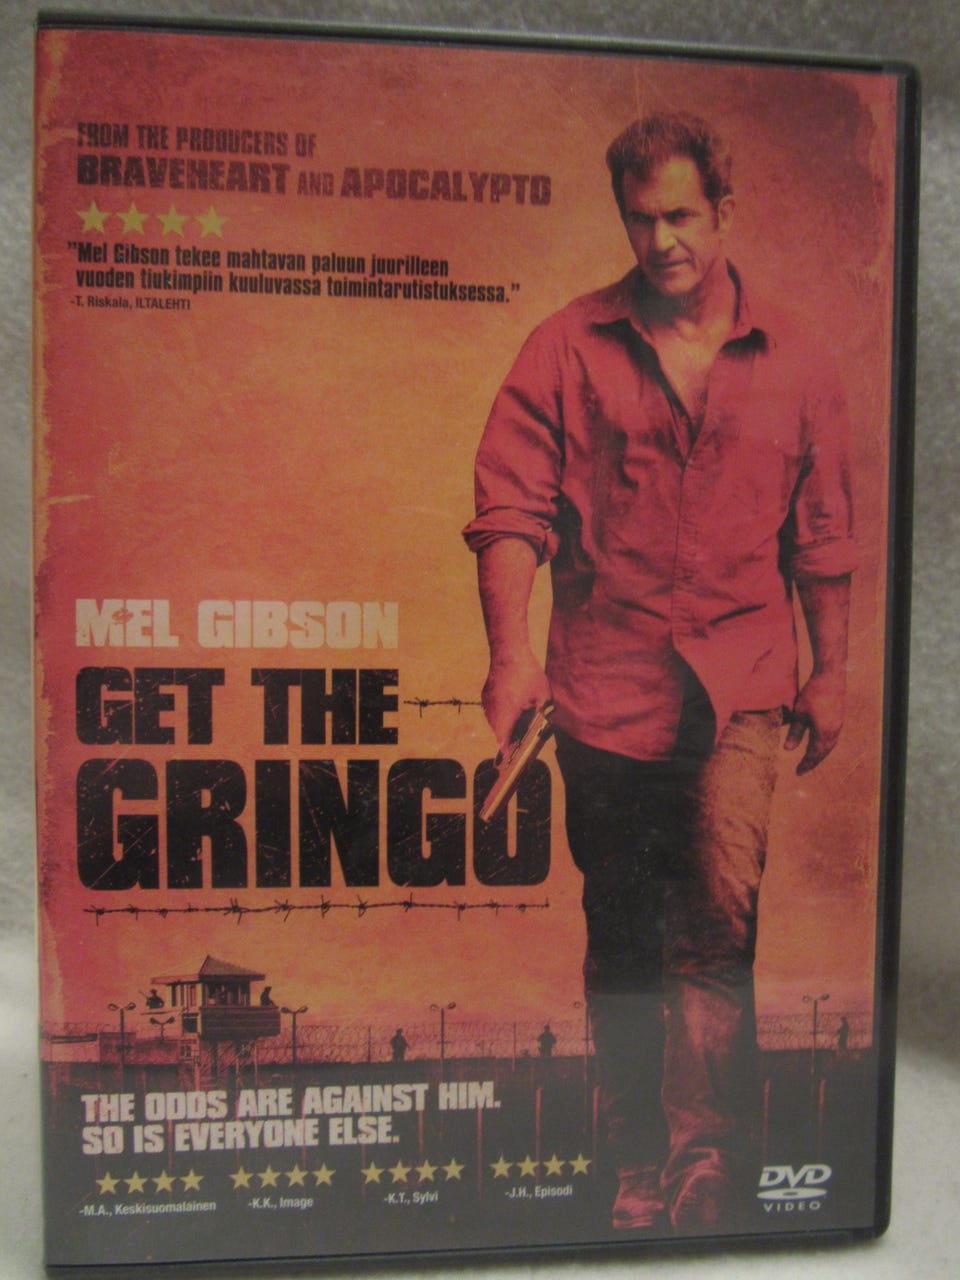 FROM THE PRODUCERS OF
BRAVEHEART AND APOCALYPTO
"Mel Gibson tekee mahtavan paluun juurilleen
vuoden tiukimpiin kuuluvassa toimintarutistuksessa."
-T. Riskala, ILTALEHTI
MEL GIBSON
GET THE
GRINGO
THE ODDS ARE AGAINST HIM.
SO IS EVERYONE ELSE.
-M.A., Keskisuomalainen
-K.K., Image
-K.T., Sylvi
-J.H., Episodi
DVD
VIDEO